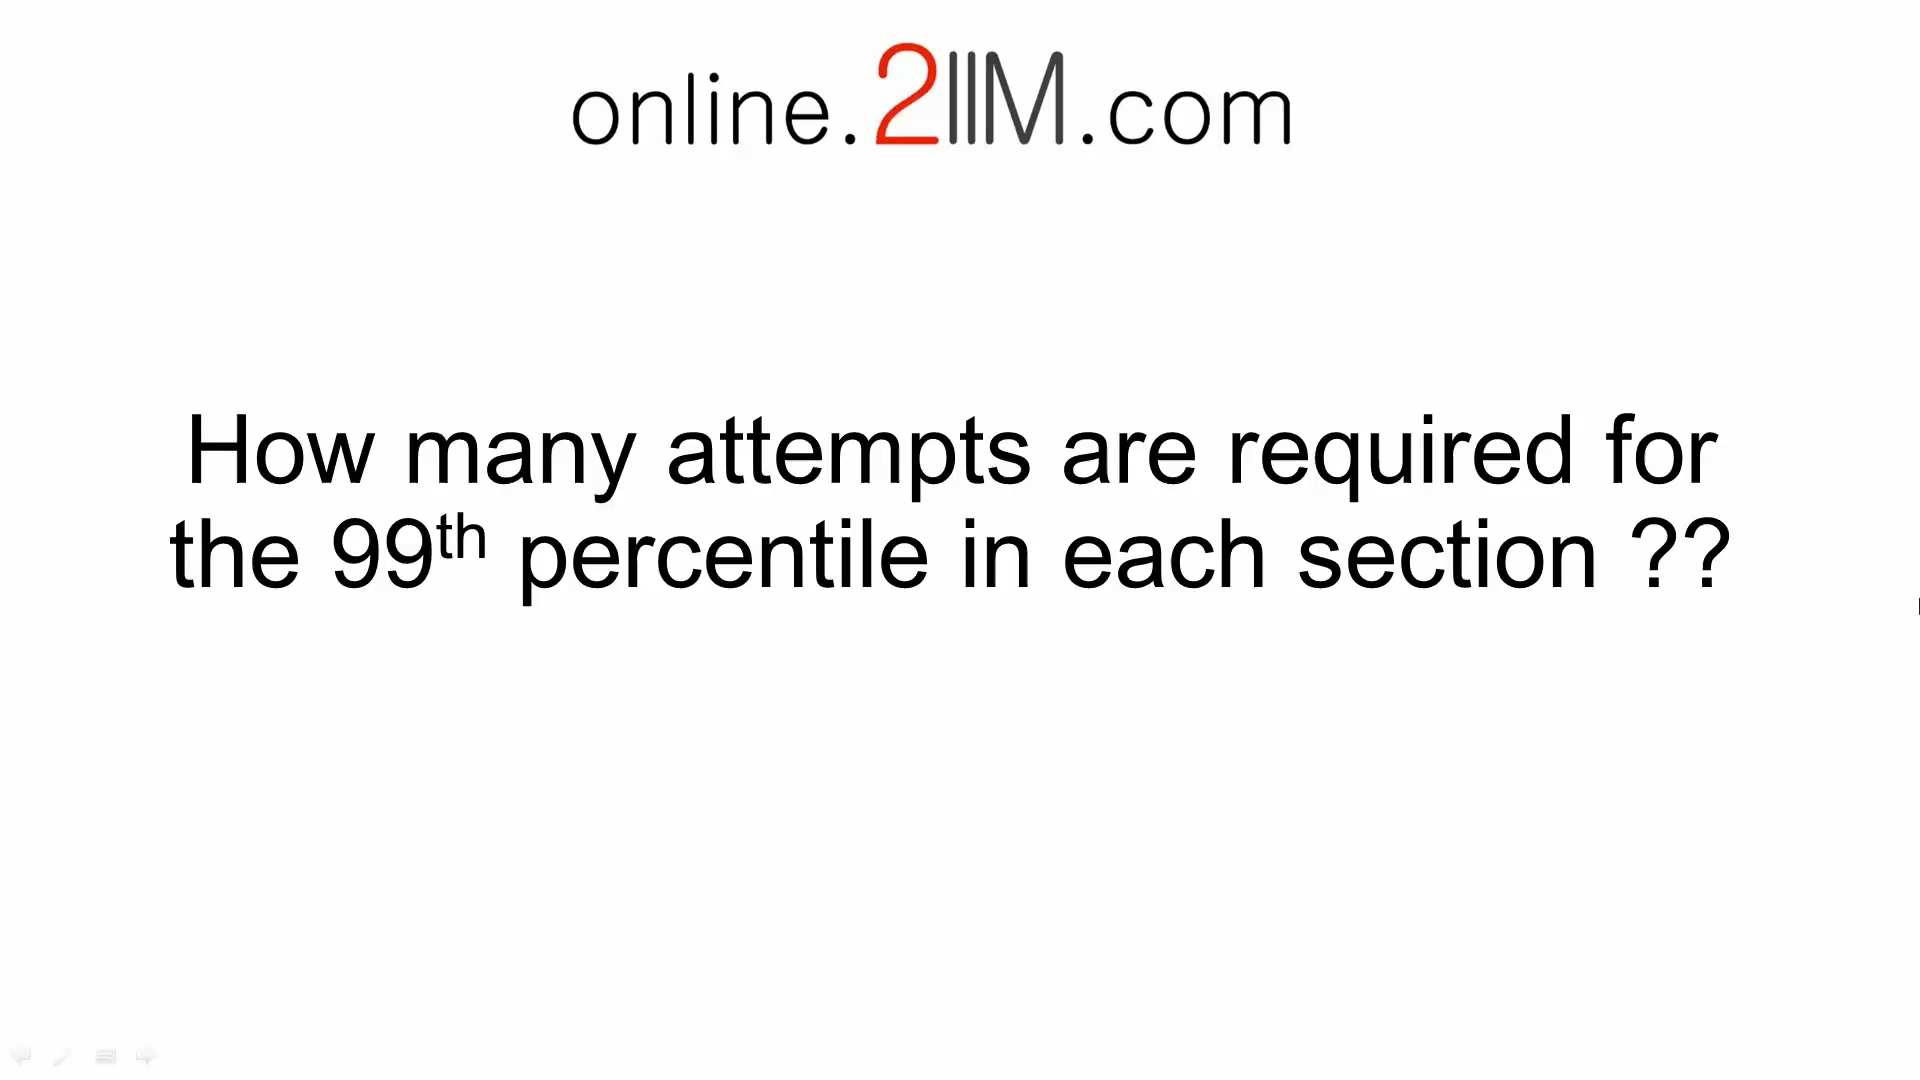 online.2IIM.com
How many attempts are required for
the 99th percentile in each section ??